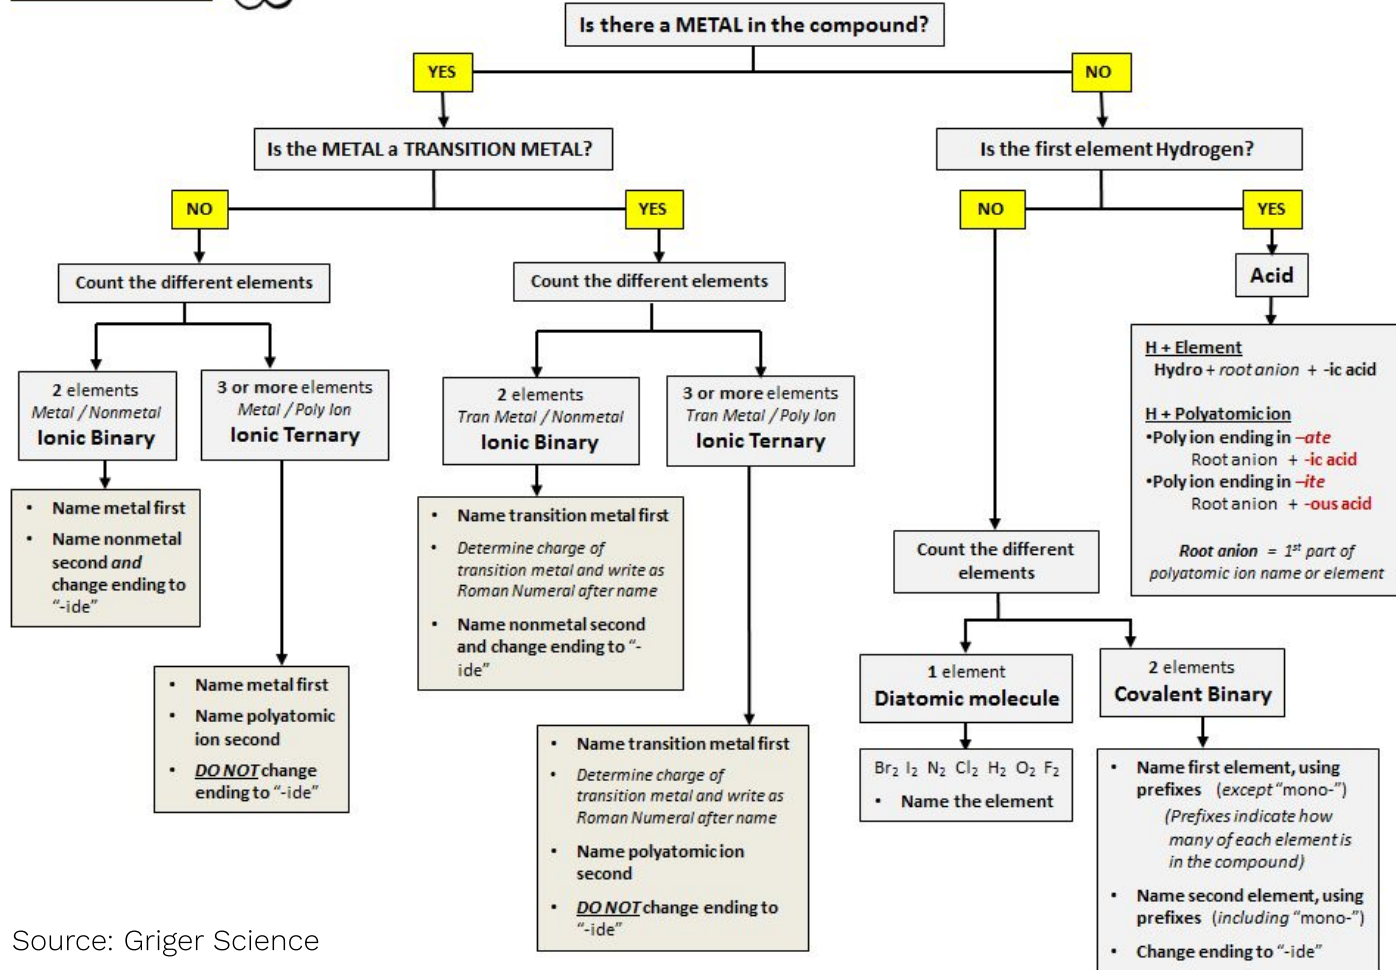 Is there a METAL in the compound?
YES
NO
Is the METAL a TRANSITION METAL?
Is the first element Hydrogen?
NO
YES
NO
YES
Count the different elements
Count the different elements
Acid
2 elements
Metal / Nonmetal
Ionic Binary
3 or more elements
Metal / Poly Ion
Ionic Ternary
2 elements
Tran Metal / Nonmetal
Ionic Binary
3 or more elements
Tran Metal / Poly Ion
Ionic Ternary
H + Element
Hydro + root anion + -ic acid
H + Polyatomic ion
•Poly ion ending in –ate
Root anion + -ic acid
•Poly ion ending in –ite
Root anion + -ous acid
Root anion = 1st part of
polyatomic ion name or element
• Name metal first
• Name nonmetal
second and
change ending to
“-ide”
• Name transition metal first
• Determine charge of
transition metal and write as
Roman Numeral after name
• Name nonmetal second
and change ending to “-
ide”
Count the different
elements
• Name metal first
• Name polyatomic
ion second
• DO NOT change
ending to “-ide”
1 element
Diatomic molecule
2 elements
Covalent Binary
• Name transition metal first
• Determine charge of
transition metal and write as
Roman Numeral after name
• Name polyatomic ion
second
• DO NOT change ending to
“-ide”
Br₂ I₂ N₂ Cl₂ H₂ O₂ F₂
• Name the element
• Name first element, using
prefixes (except “mono-”)
(Prefixes indicate how
many of each element is
in the compound)
• Name second element, using
prefixes (including “mono-”)
• Change ending to “-ide”
Source: Griger Science